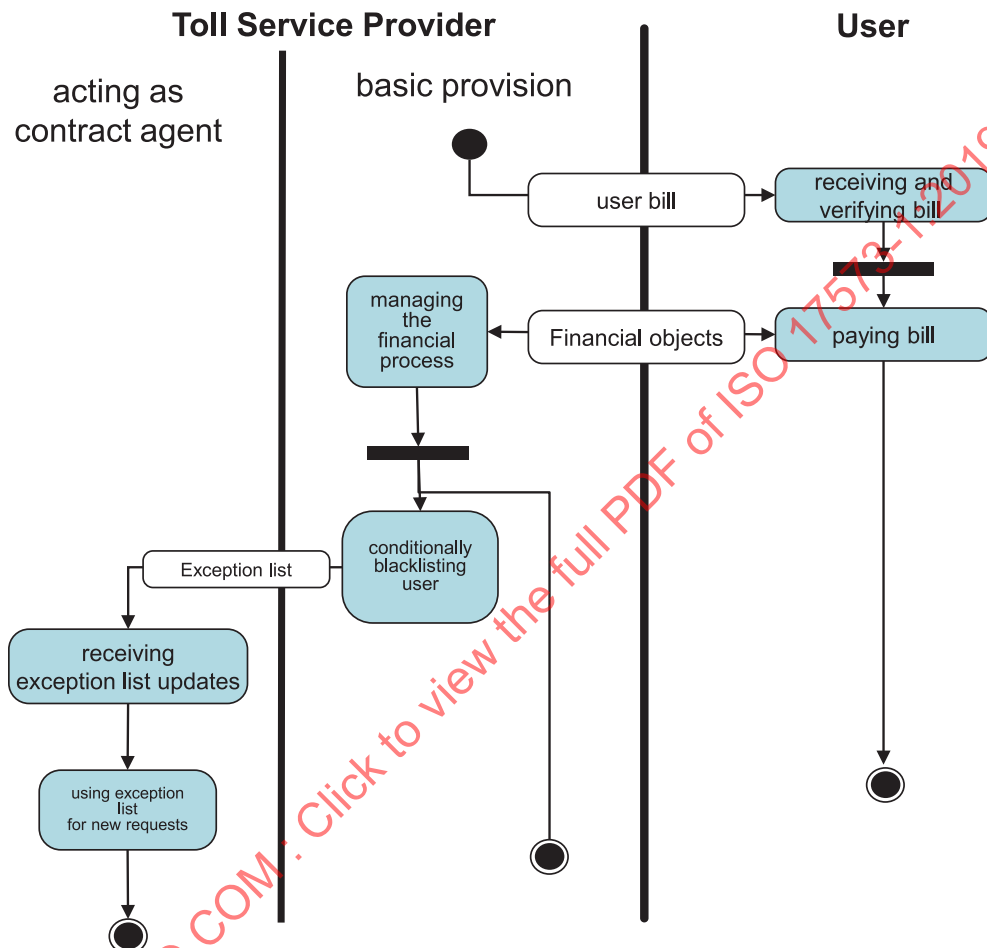 Toll Service Provider
User
acting as
contract agent
basic provision
user bill
receiving and
verifying bill
managing
the
financial
process
Financial objects
paying bill
conditionally
blacklisting
user
Exception list
receiving
exception list updates
using exception
list
for new requests
COM : Click to view the full PDF of ISO 17573-1:2019